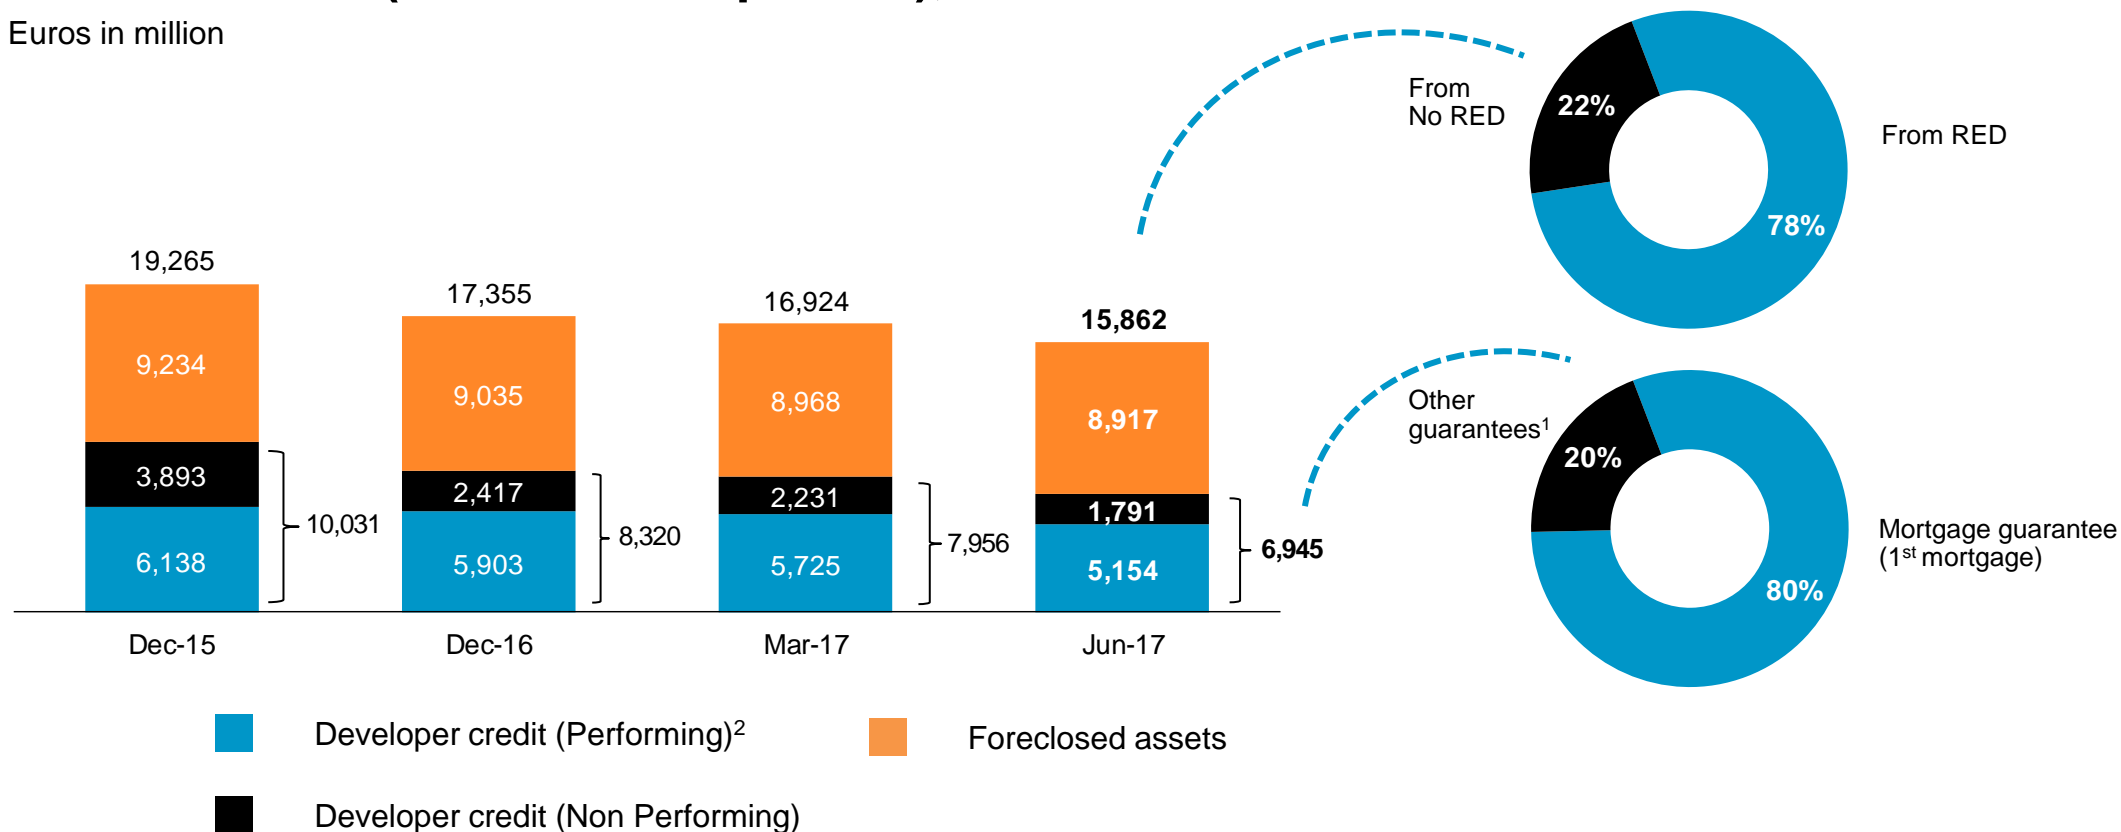 Euros in million
19,265
9,234
3,893
6,138
10,031
17,355
9,035
2,417
5,903
8,320
16,924
8,968
2,231
5,725
7,956
15,862
8,917
1,791
5,154
6,945
Dec-15
Dec-16
Mar-17
Jun-17
Developer credit (Performing)²
Foreclosed assets
Developer credit (Non Performing)
From
No RED
22%
From RED
78%
Other
guarantees¹
20%
Mortgage guarantee
(1st mortgage)
80%